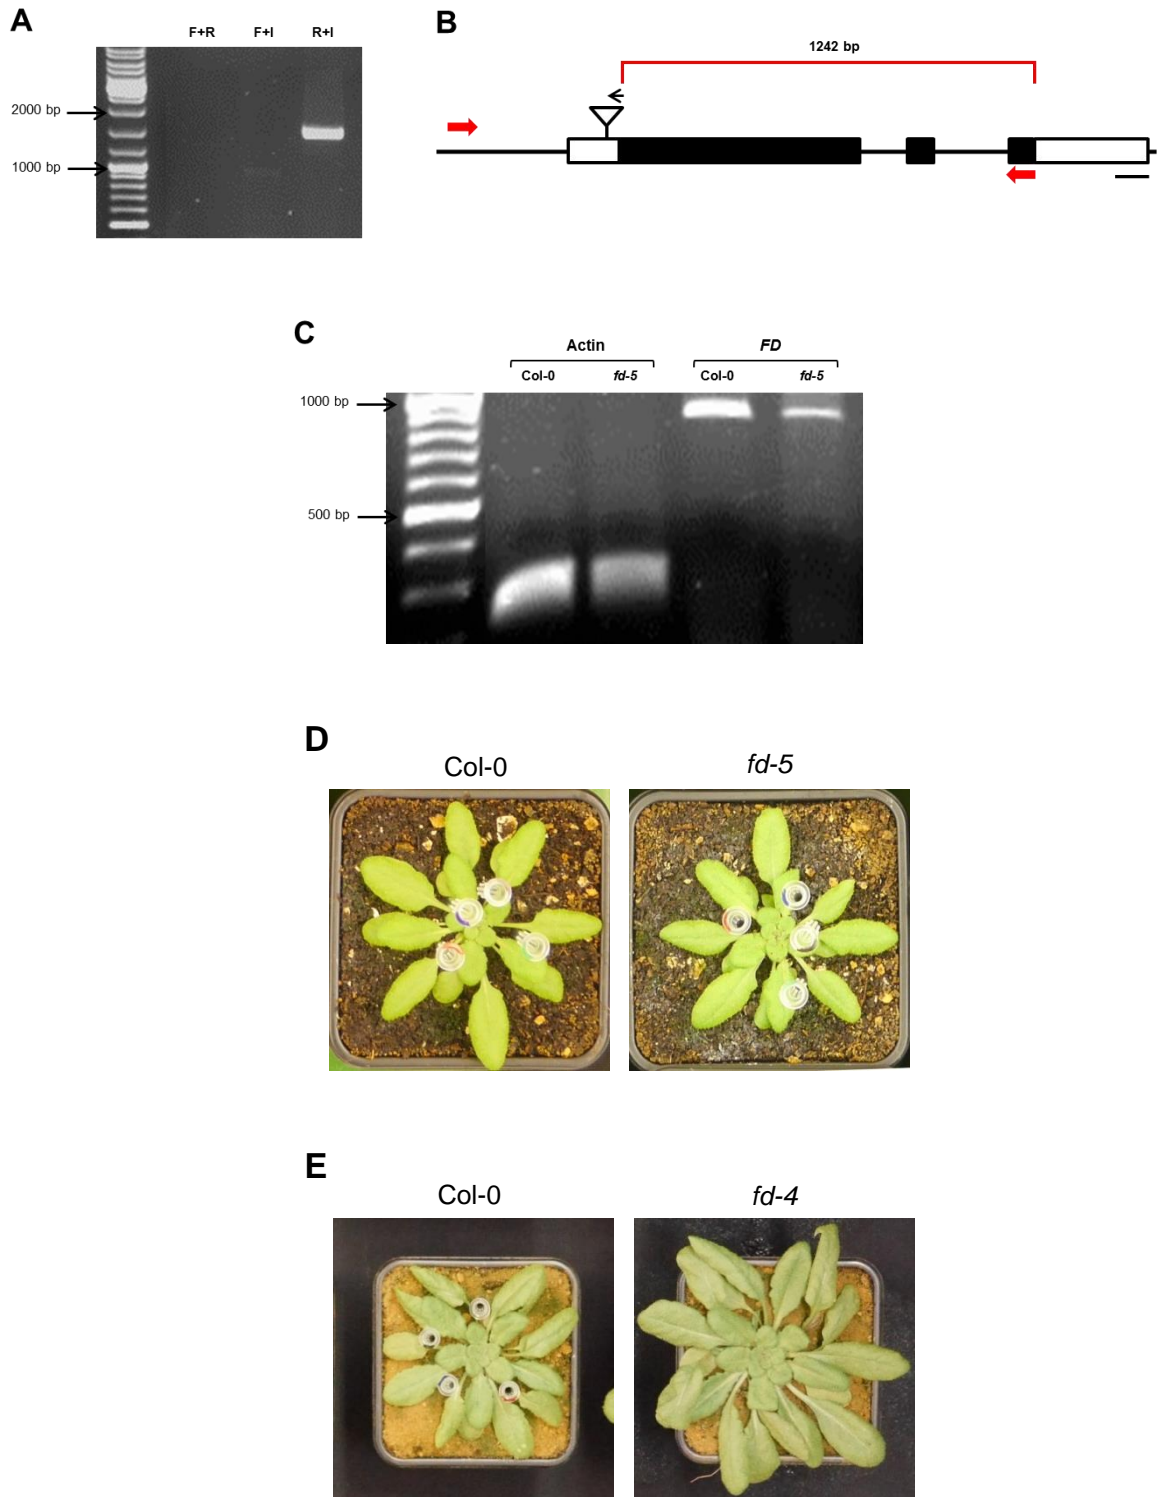 A
F+R F+I R+I
2000 bp
1000 bp
B
1242 bp
C
Actin FD
Col-0 fd-5 Col-0 fd-5
1000 bp
500 bp
D
Col-0 fd-5
E
Col-0 fd-4